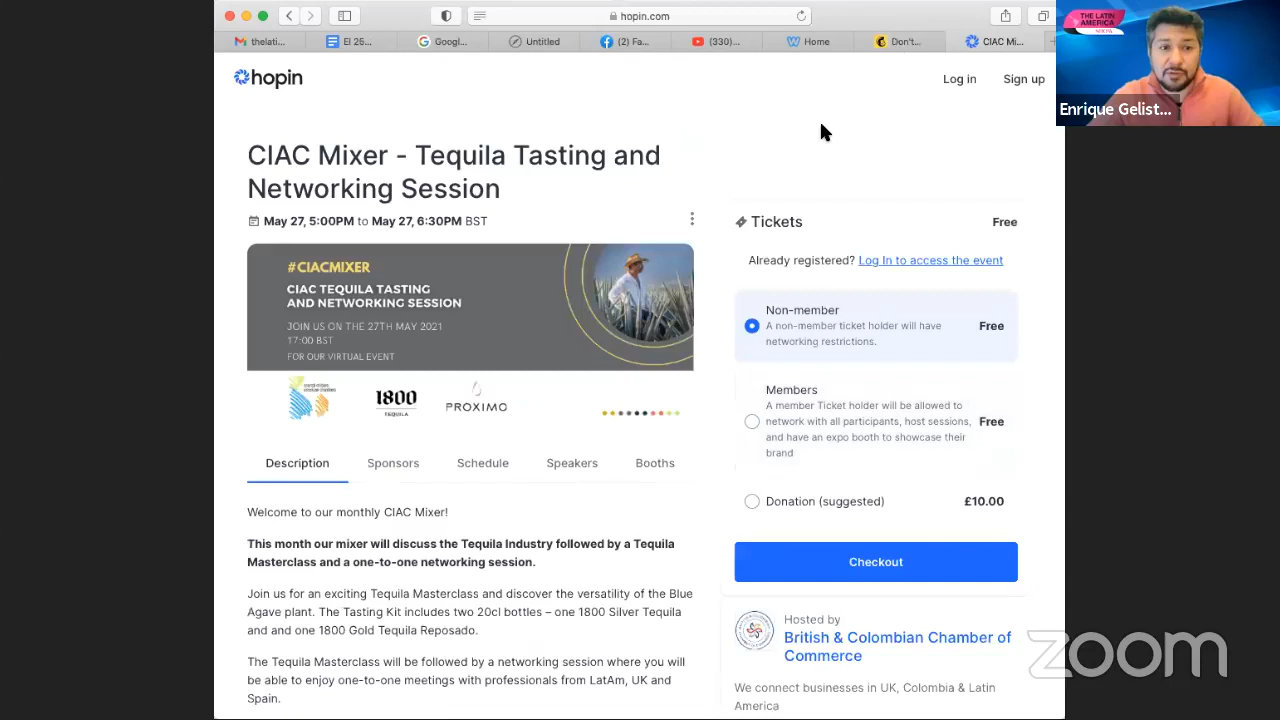 hopin.com
thelati...
El 26...
Googl...
Untitled
(2) Fa...
(330)...
Home
Don't...
CIAC Mi...
THE LATIN
AMERICA
SHOW
Enrique Gelist...
hopin
Log in
Sign up
CIAC Mixer - Tequila Tasting and
Networking Session
May 27, 5:00PM to May 27, 6:30PM BST
#CIACMIXER
CIAC TEQUILA TASTING
AND NETWORKING SESSION
JOIN US ON THE 27TH MAY 2021
17:00 BST
FOR OUR VIRTUAL EVENT
1800
TEQUILA
PROXIMO
Description
Sponsors
Schedule
Speakers
Booths
Welcome to our monthly CIAC Mixer!
This month our mixer will discuss the Tequila Industry followed by a Tequila
Masterclass and a one-to-one networking session.
Join us for an exciting Tequila Masterclass and discover the versatility of the Blue
Agave plant. The Tasting Kit includes two 20cl bottles – one 1800 Silver Tequila
and and one 1800 Gold Tequila Reposado.
The Tequila Masterclass will be followed by a networking session where you will
be able to enjoy one-to-one meetings with professionals from LatAm, UK and
Spain.
Tickets
Free
Already registered? Log In to access the event
Non-member
A non-member ticket holder will have
networking restrictions.
Free
Members
A member Ticket holder will be allowed to
network with all participants, host sessions,
and have an expo booth to showcase their
brand
Free
Donation (suggested)
£10.00
Checkout
Hosted by
British & Colombian Chamber of
Commerce
We connect businesses in UK, Colombia & Latin
America
zoom